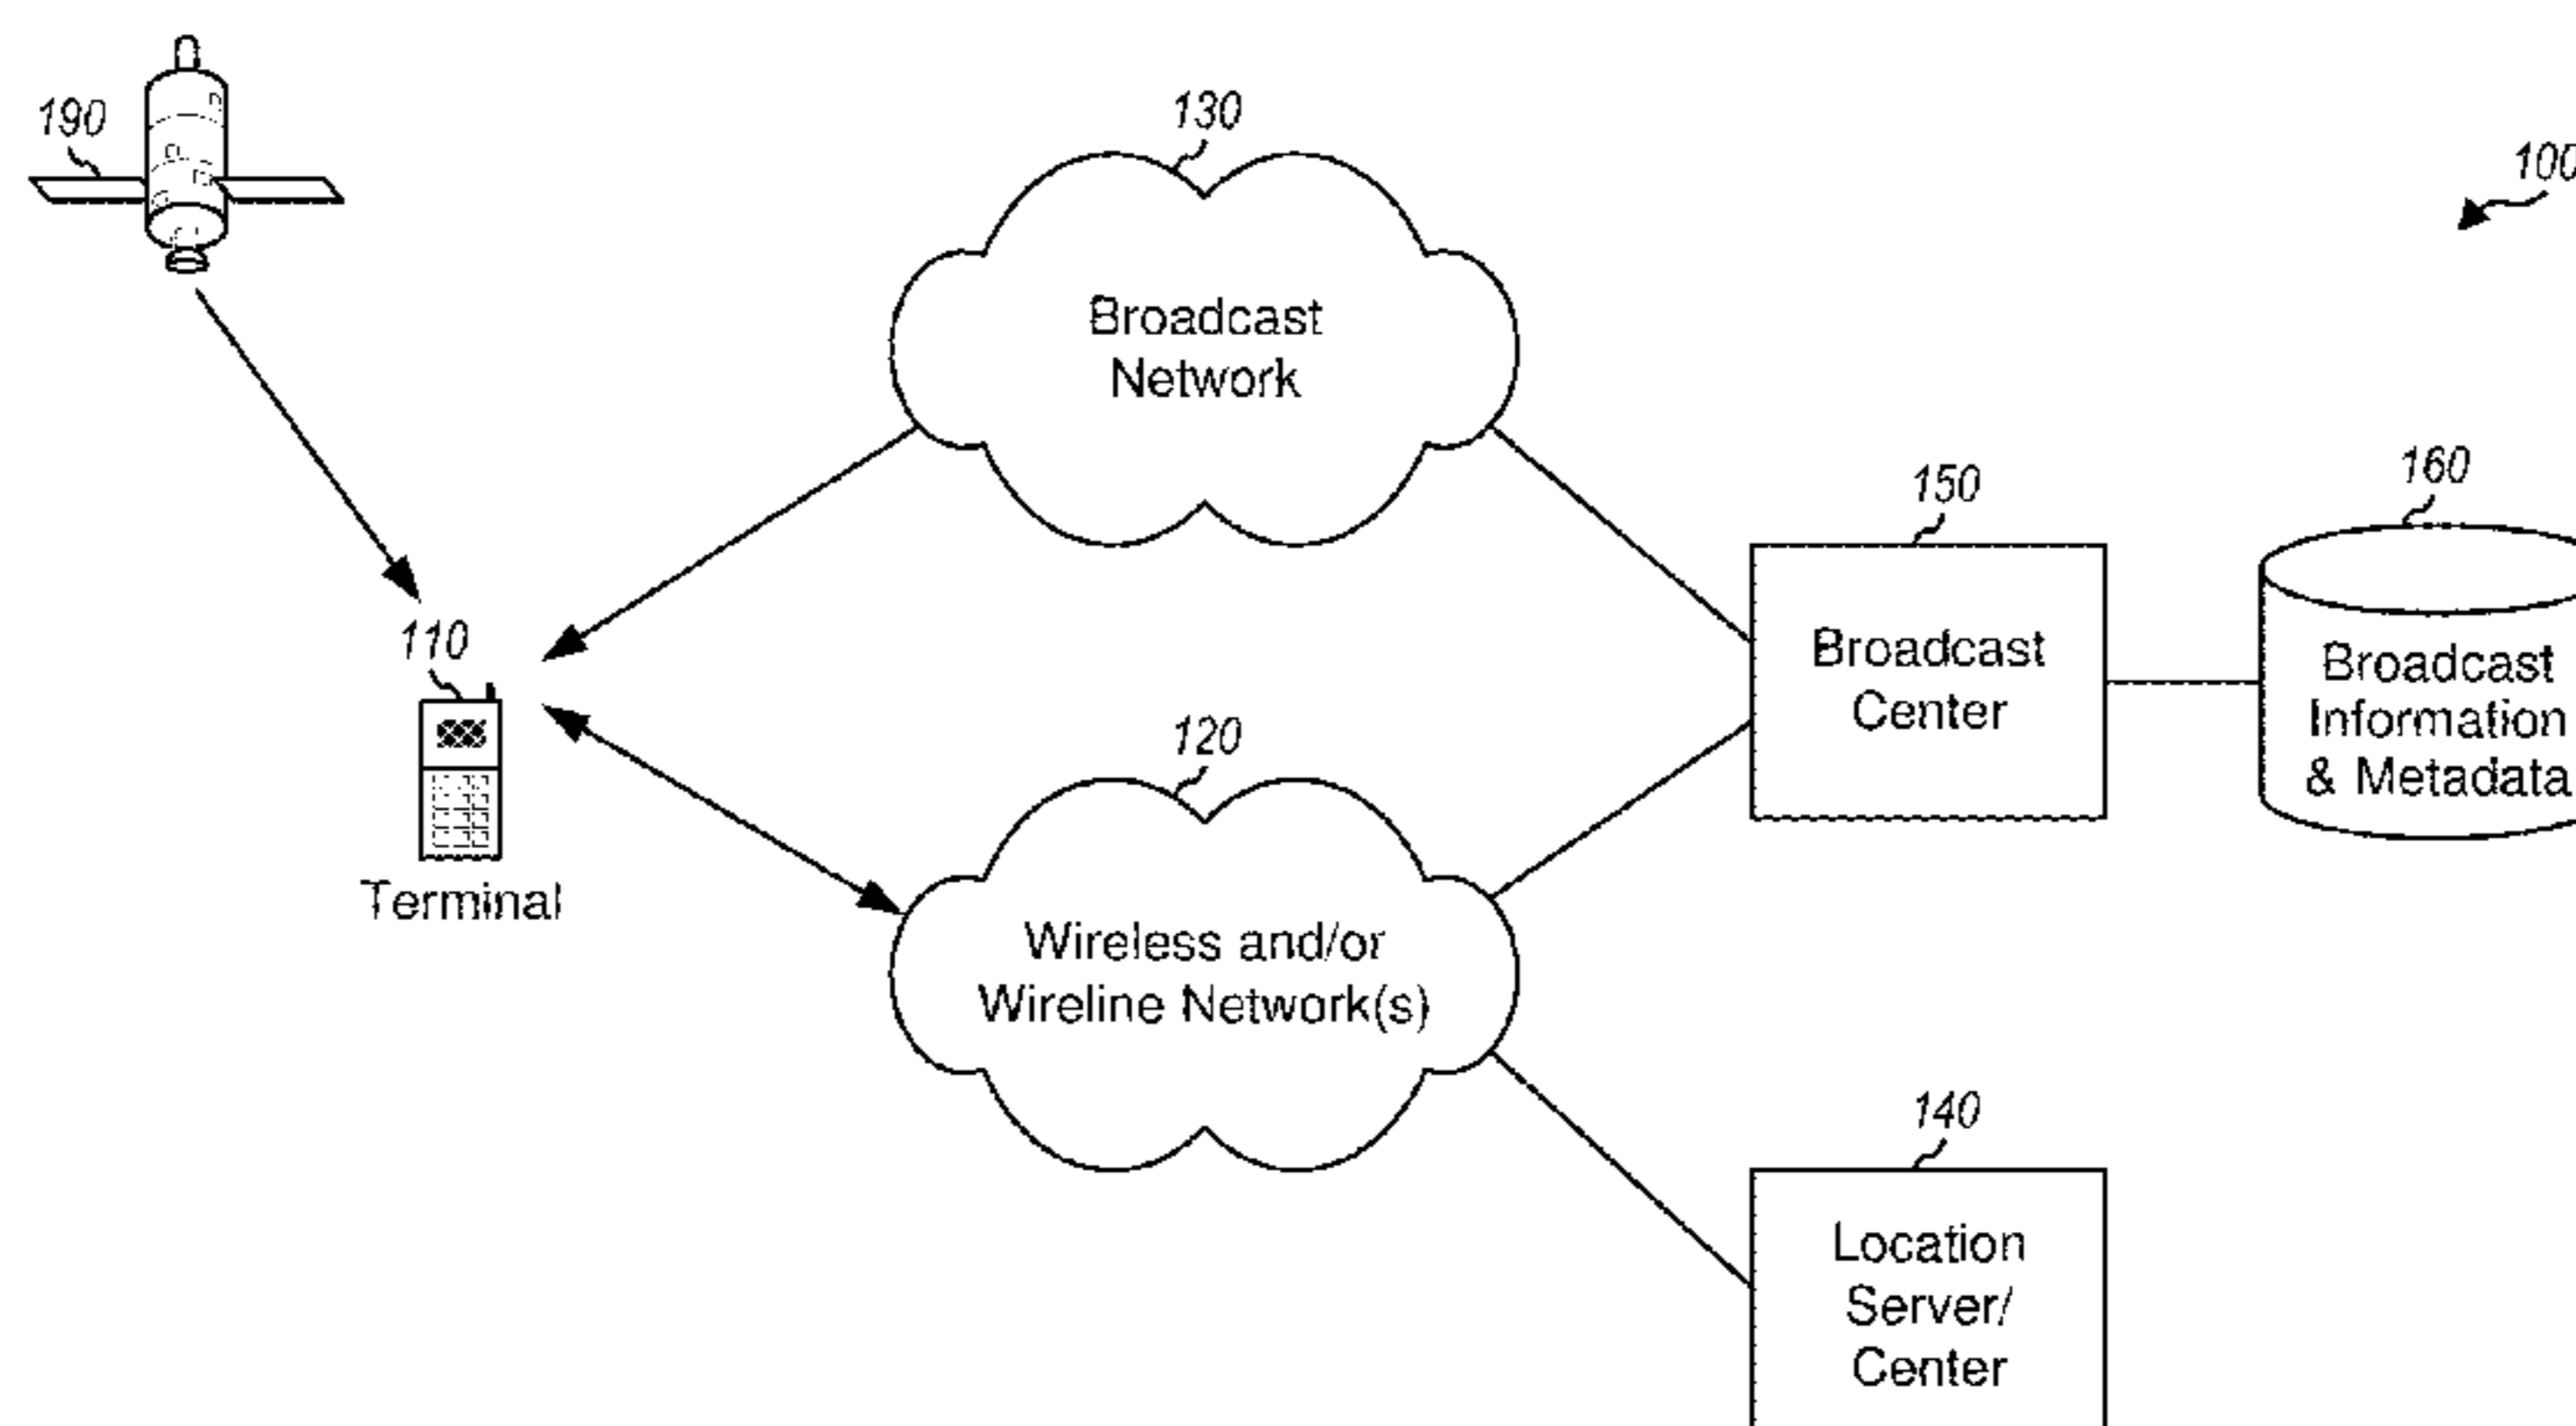 190
130
100
Broadcast
Network
150
160
110
Broadcast
Center
Broadcast
Information
& Metadata
120
Terminal
Wireless and/or
Wireline Network(s)
140
Location
Server/
Center